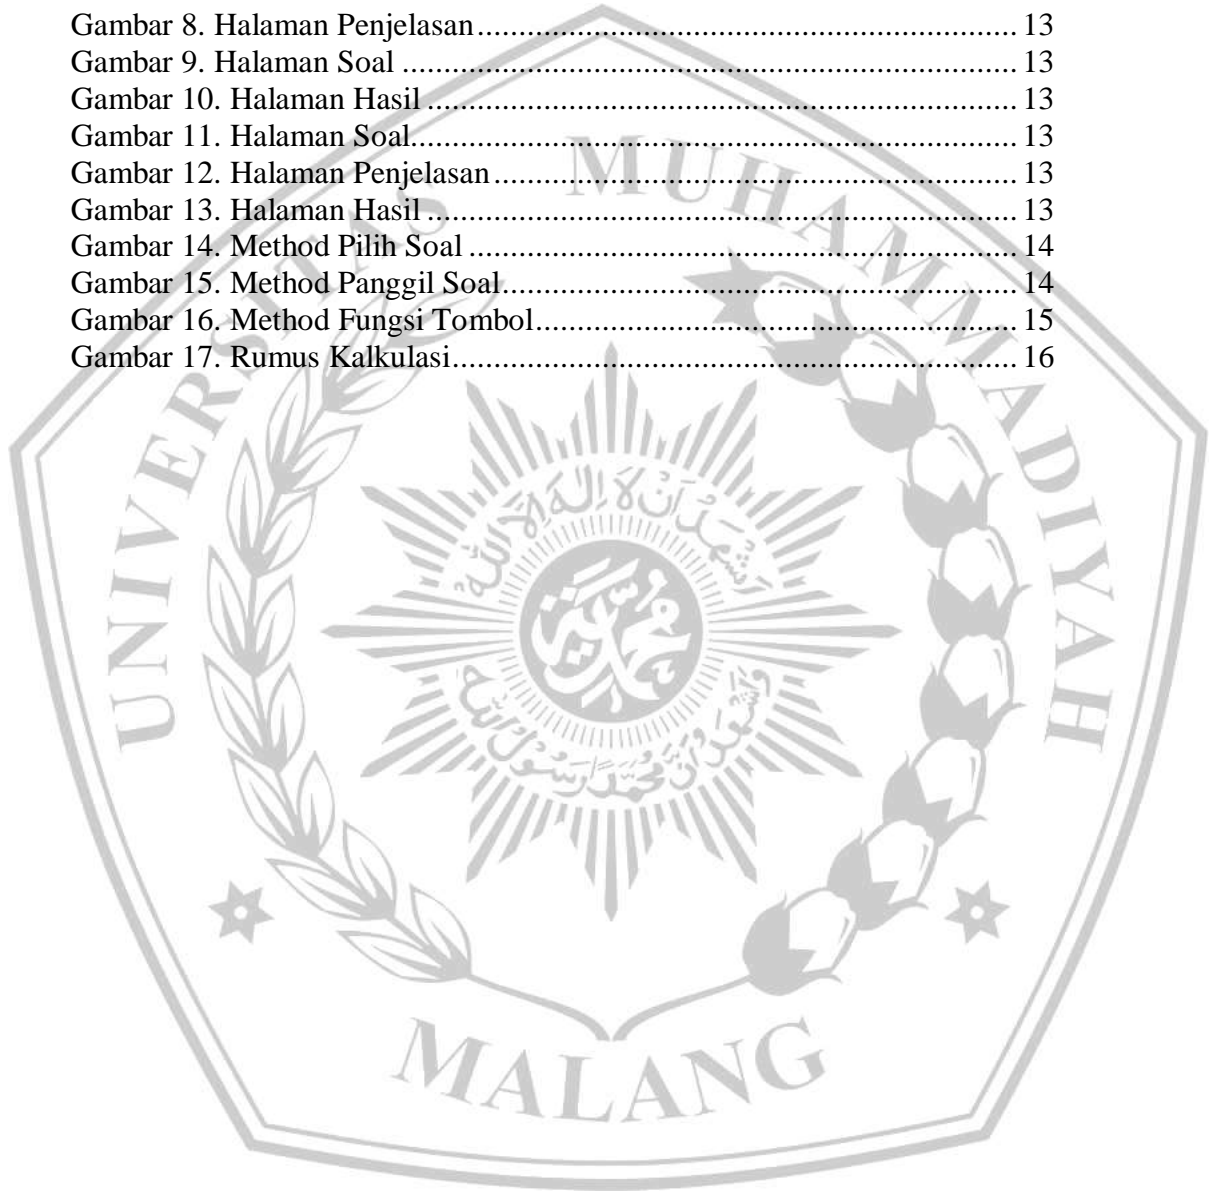 Gambar 8. Halaman Penjelasan.................................................................. 13
Gambar 9. Halaman Soal ........................................................................... 13
Gambar 10. Halaman Hasil ........................................................................ 13
Gambar 11. Halaman Soal.......................................................................... 13
Gambar 12. Halaman Penjelasan................................................................ 13
Gambar 13. Halaman Hasil ........................................................................ 13
Gambar 14. Method Pilih Soal ................................................................... 14
Gambar 15. Method Panggil Soal............................................................... 14
Gambar 16. Method Fungsi Tombol........................................................... 15
Gambar 17. Rumus Kalkulasi..................................................................... 16
UNIVERSITAS MUHAMMADIYAH
MALANG